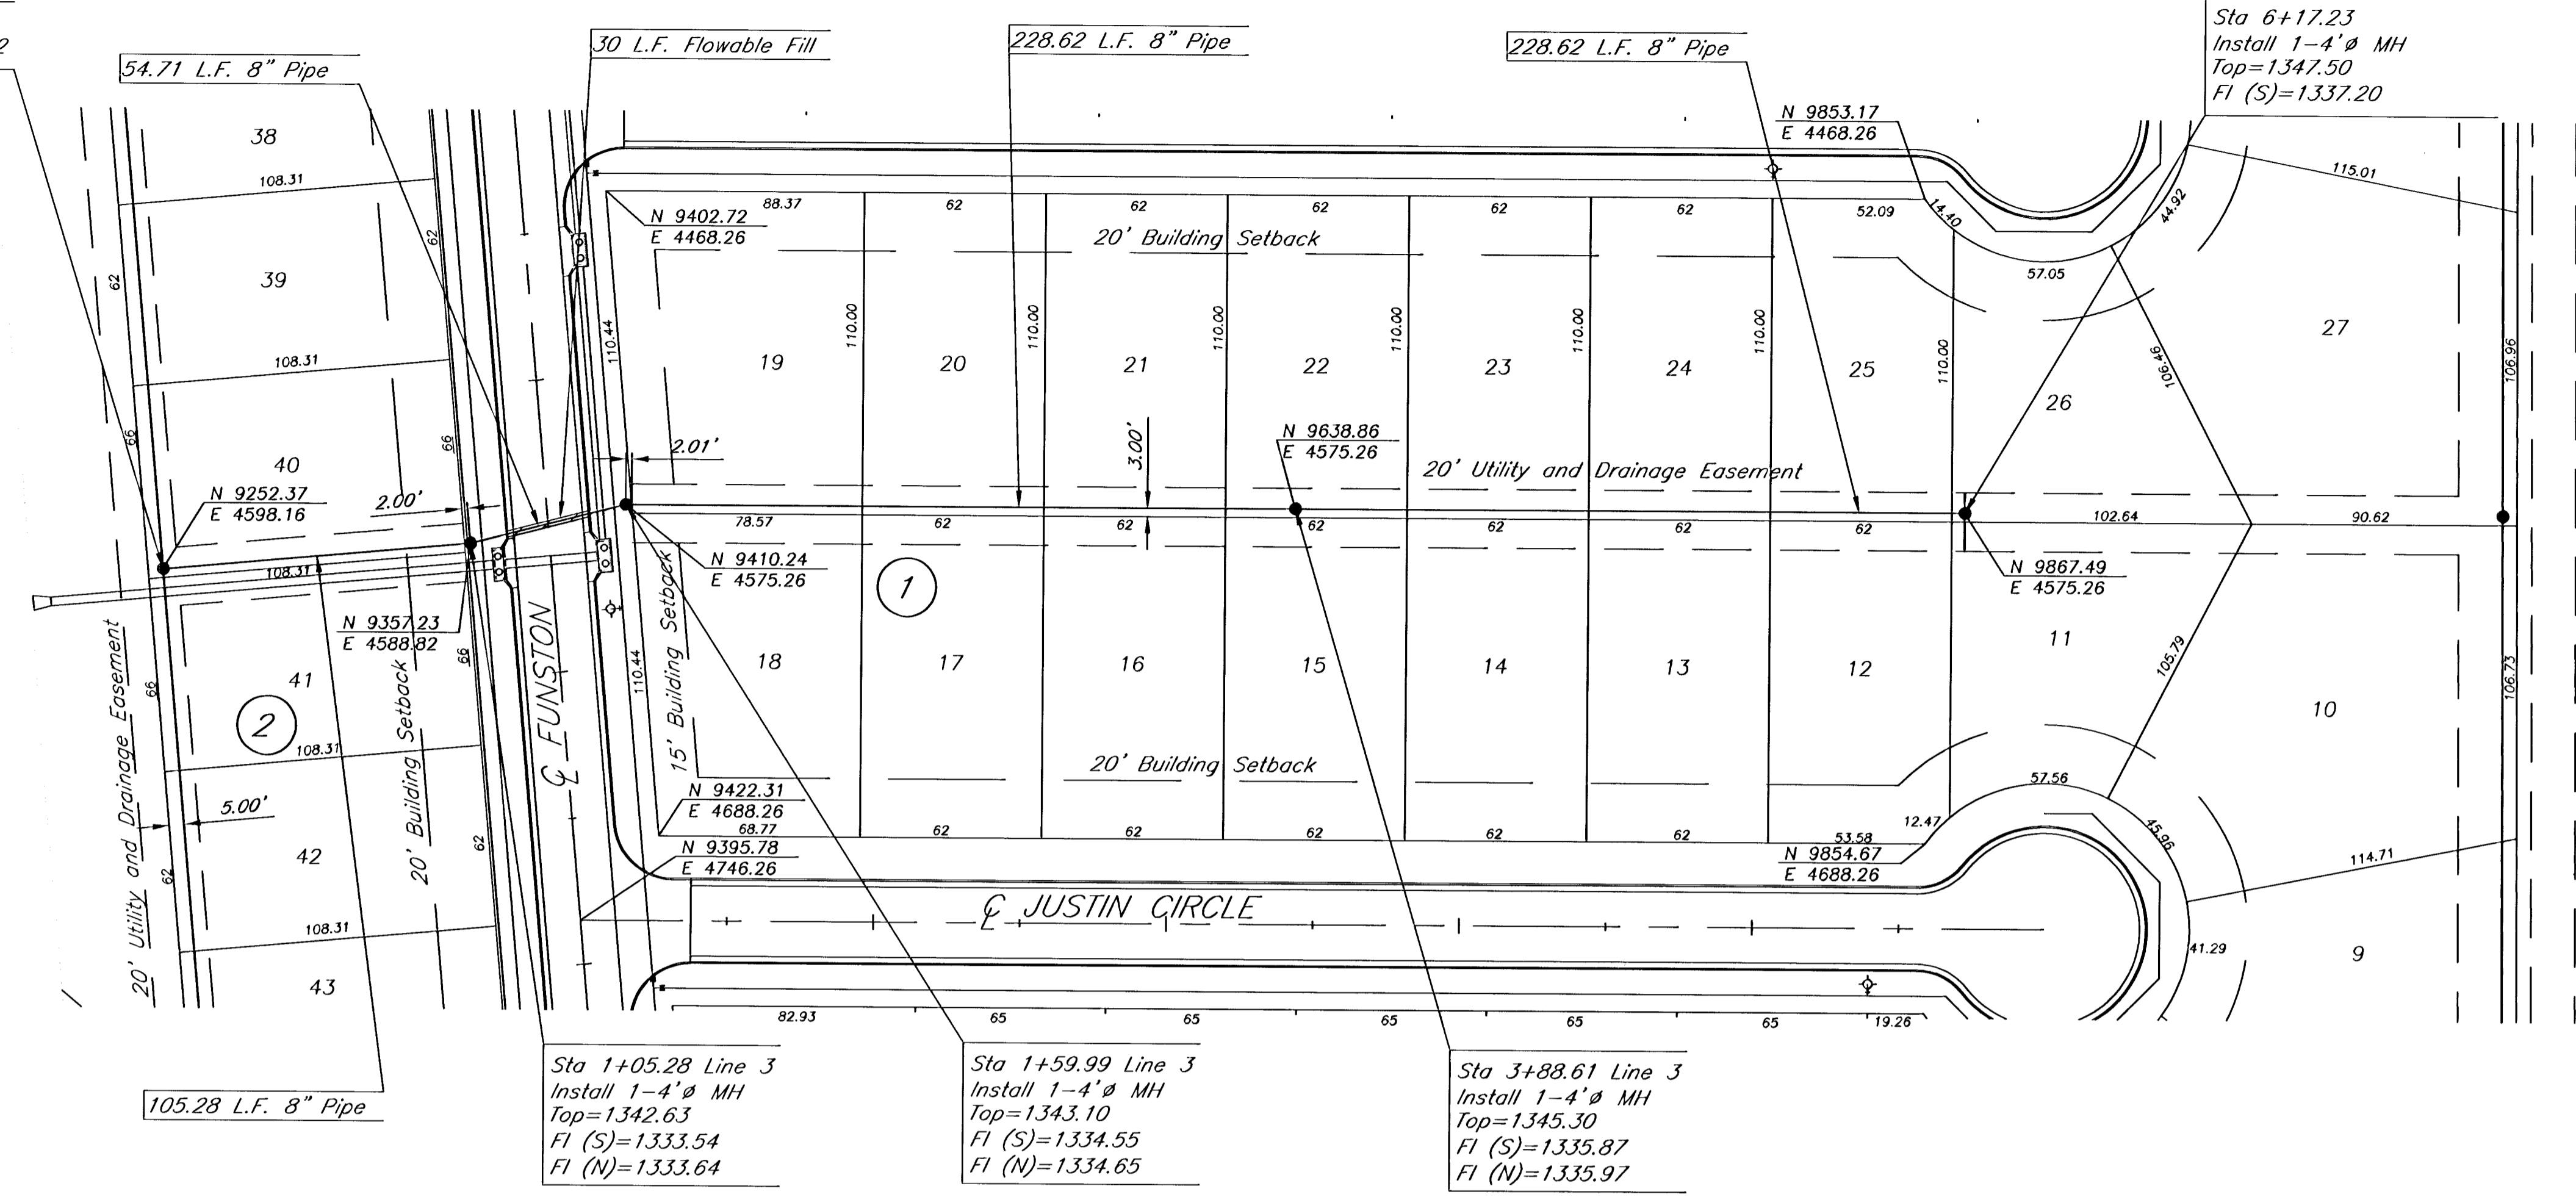 2
54.71 L.F. 8" Pipe
30 L.F. Flowable Fill
228.62 L.F. 8" Pipe
228.62 L.F. 8" Pipe
Sta 6+17.23
Install 1-4'ø MH
Top=1347.50
Fl (S)=1337.20
N 9853.17
E 4468.26
38
108.31
62
62
39
108.31
66
66
40
N 9252.37
E 4598.16
2.00'
108.31
N 9357.23
E 4588.82
66
66
41
2
108.31
5.00'
62
62
42
108.31
43
20' Utility and Drainage Easement
20' Building Setback
℄ FUNSTON
N 9402.72
E 4468.26
88.37
62
62
62
62
62
52.09
14.40
57.05
44.92
115.01
20' Building Setback
110.44
110.00
110.00
110.00
110.00
110.00
110.00
110.00
106.46
106.96
19
20
21
22
23
24
25
26
27
2.01'
3.00'
N 9638.86
E 4575.26
20' Utility and Drainage Easement
78.57
62
62
62
62
62
62
102.64
90.62
N 9410.24
E 4575.26
N 9867.49
E 4575.26
1
15' Building Setback
110.44
18
17
16
15
14
13
12
11
10
105.79
106.73
20' Building Setback
N 9422.31
E 4688.26
68.77
62
62
62
62
62
53.58
12.47
57.56
45.96
114.71
N 9395.78
E 4746.26
N 9854.67
E 4688.26
℄ JUSTIN CIRCLE
41.29
9
82.93
65
65
65
65
65
19.26
105.28 L.F. 8" Pipe
Sta 1+05.28 Line 3
Install 1-4'ø MH
Top=1342.63
Fl (S)=1333.54
Fl (N)=1333.64
Sta 1+59.99 Line 3
Install 1-4'ø MH
Top=1343.10
Fl (S)=1334.55
Fl (N)=1334.65
Sta 3+88.61 Line 3
Install 1-4'ø MH
Top=1345.30
Fl (S)=1335.87
Fl (N)=1335.97